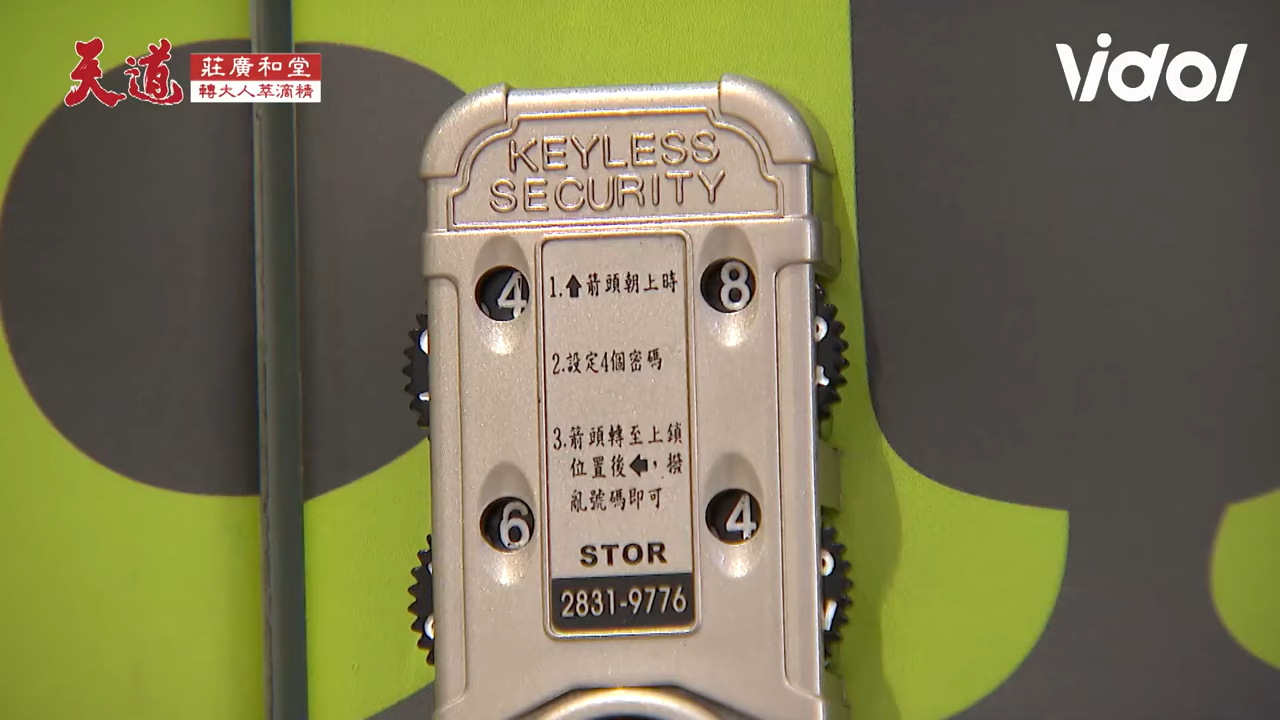 天道
莊廣和堂
轉大人萃滴精
vidol
KEYLESS
SECURITY
4
8
1.⬆箭頭朝上時
2.設定4個密碼
3.箭頭轉至上鎖
位置後⬅,撥
亂號碼即可
6
4
STOR
2831-9776